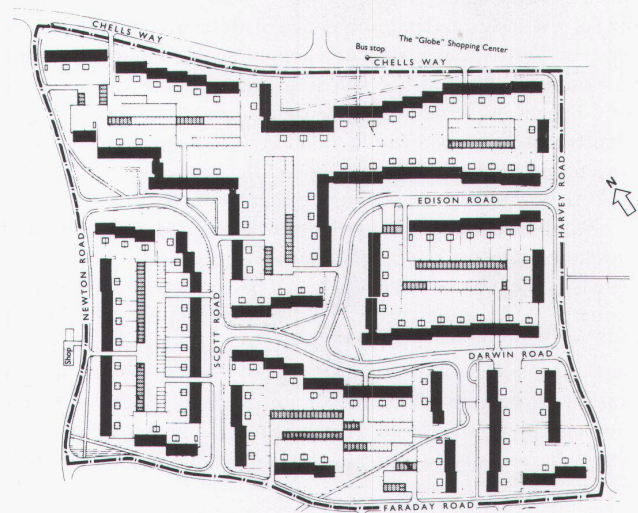 CHELLS WAY
The "Globe" Shopping Center
Bus stop
CHELLS WAY
N
EDISON ROAD
HARVEY ROAD
NEWTON ROAD
SCOTT ROAD
Shop
DARWIN ROAD
FARADAY ROAD